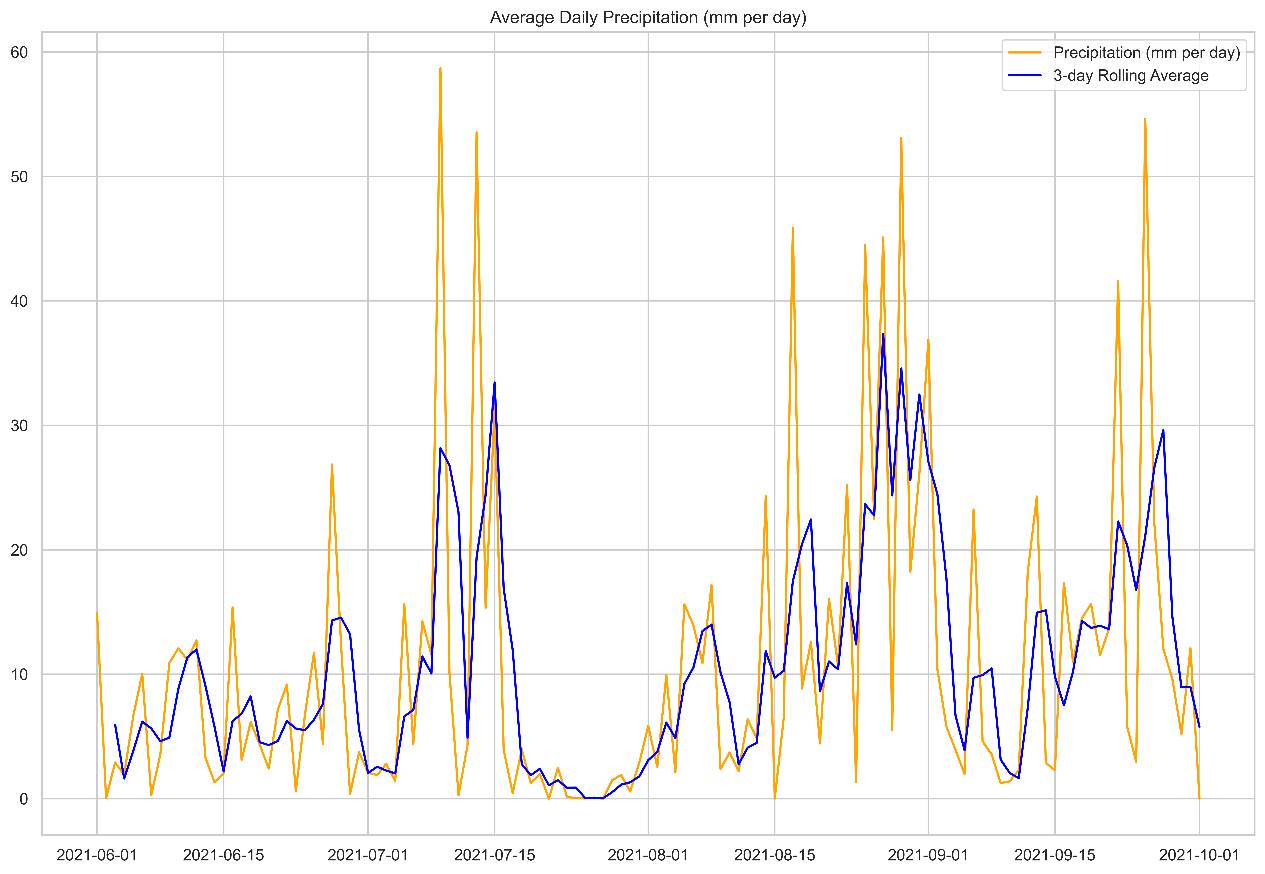 Average Daily Precipitation (mm per day)
Precipitation (mm per day)
3-day Rolling Average
60
50
40
30
20
10
0
2021-06-01 2021-06-15 2021-07-01 2021-07-15 2021-08-01 2021-08-15 2021-09-01 2021-09-15 2021-10-01